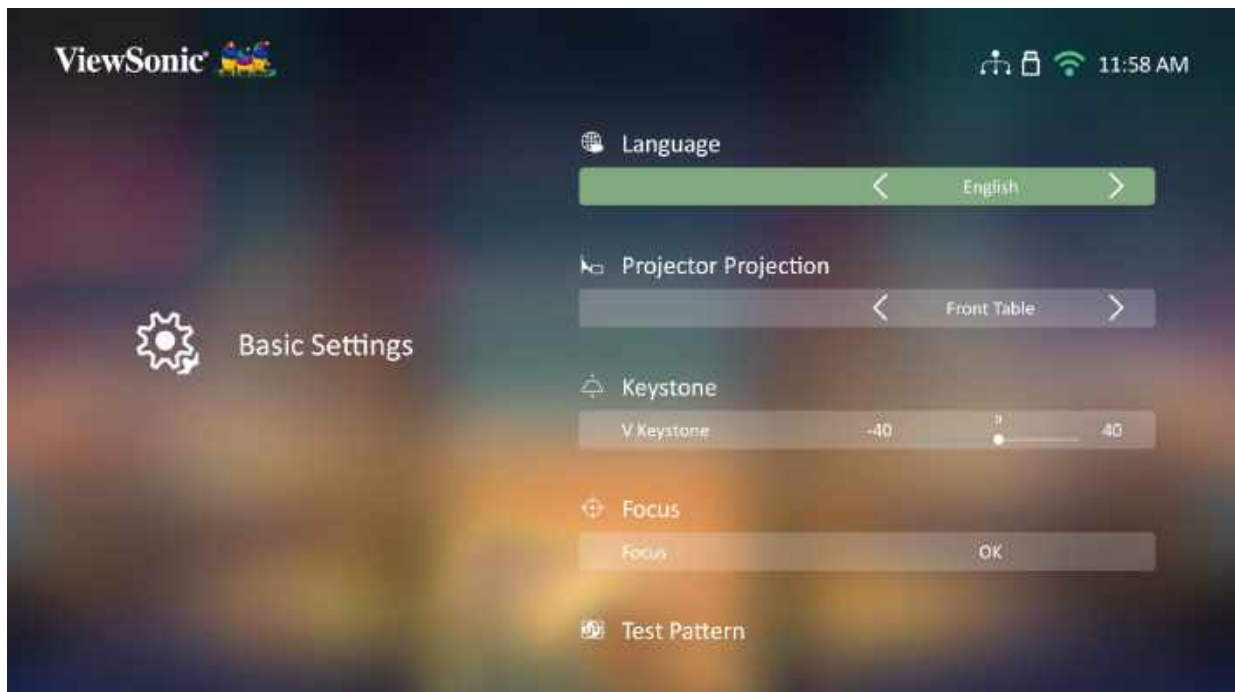 ViewSonic
11:58 AM
Language
English
Projector Projection
Front Table
Basic Settings
Keystone
V Keystone -40 40
Focus
Focus OK
Test Pattern